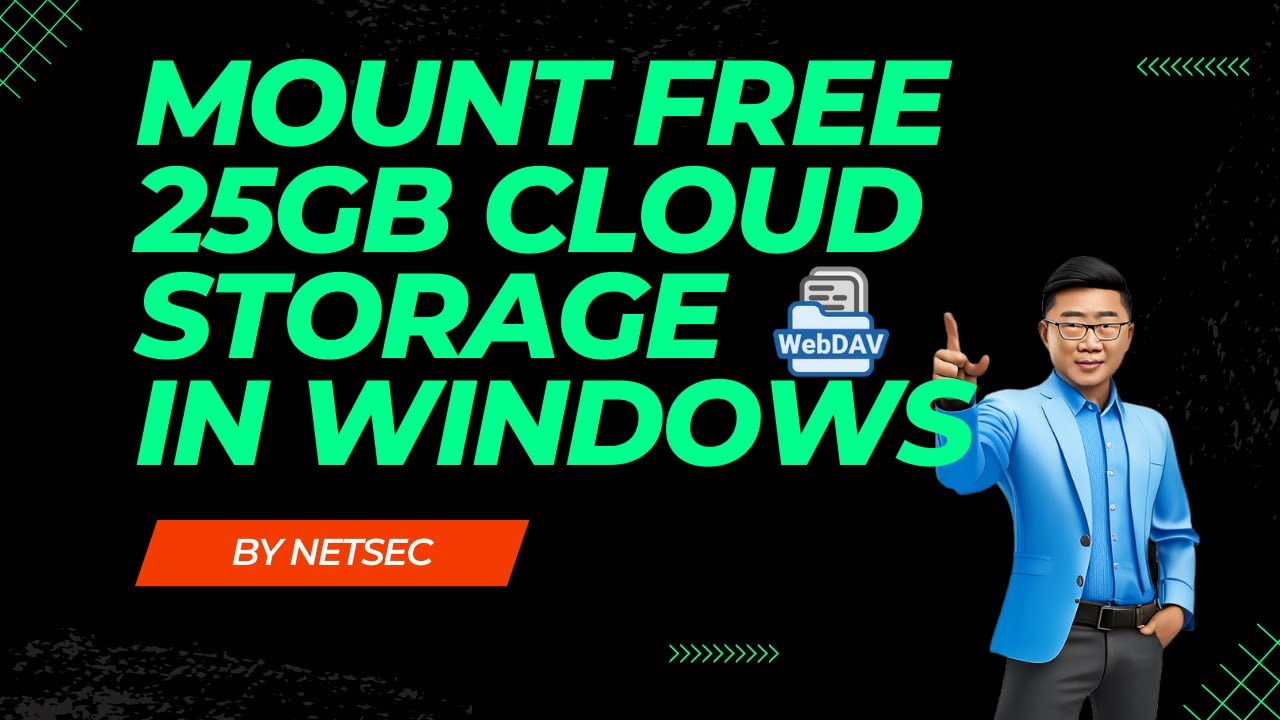 MOUNT FREE
25GB CLOUD
STORAGE
WebDAV
IN WINDOWS
BY NETSEC